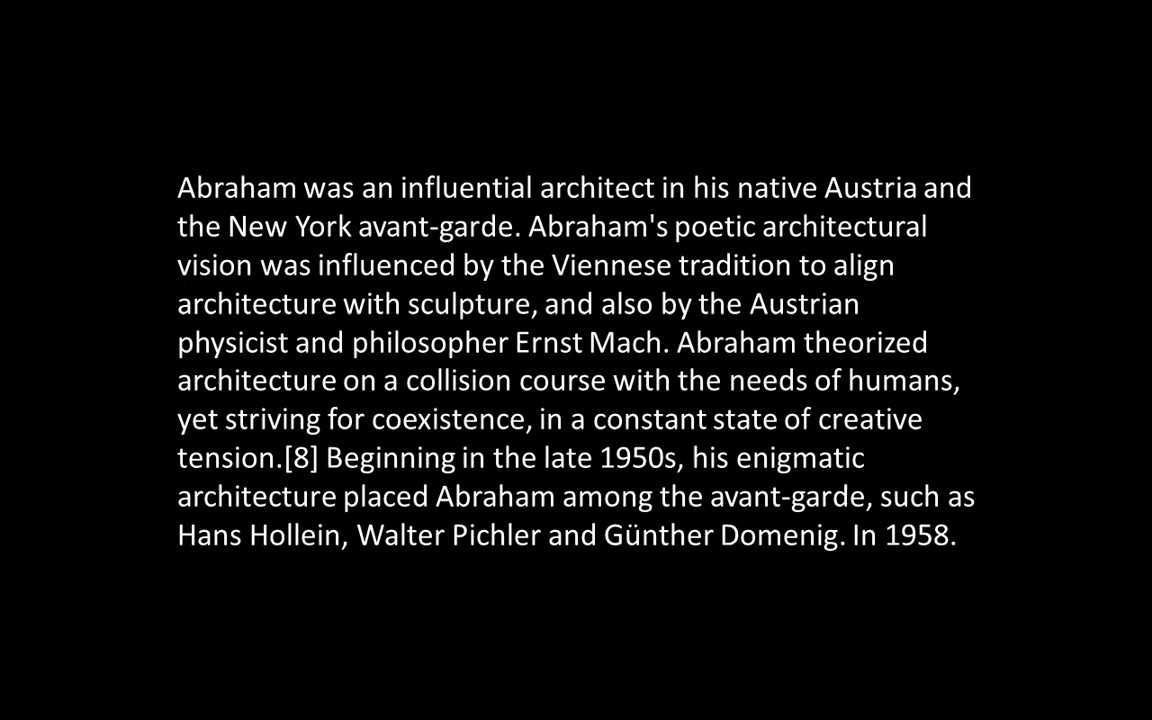 Abraham was an influential architect in his native Austria and
the New York avant-garde. Abraham's poetic architectural
vision was influenced by the Viennese tradition to align
architecture with sculpture, and also by the Austrian
physicist and philosopher Ernst Mach. Abraham theorized
architecture on a collision course with the needs of humans,
yet striving for coexistence, in a constant state of creative
tension.[8] Beginning in the late 1950s, his enigmatic
architecture placed Abraham among the avant-garde, such as
Hans Hollein, Walter Pichler and Günther Domenig. In 1958.